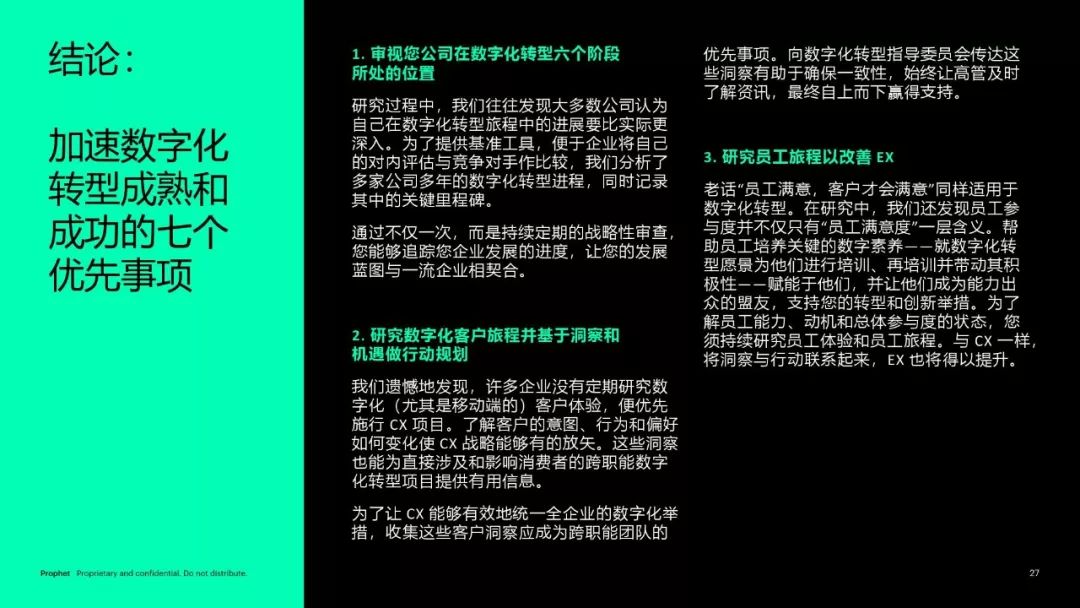 结论：
加速数字化
转型成熟和
成功的七个
优先事项
1. 审视您公司在数字化转型六个阶段
所处的位置
研究过程中，我们往往发现大多数公司认为
自己在数字化转型旅程中的进展要比实际更
深入。为了提供基准工具，便于企业将自己
的对内评估与竞争对手作比较，我们分析了
多家公司多年的数字化转型进程，同时记录
其中的关键里程碑。
通过不仅一次，而是持续定期的战略性审查，
您能够追踪您企业发展的进度，让您的发展
蓝图与一流企业相契合。
2. 研究数字化客户旅程并基于洞察和
机遇做行动规划
我们遗憾地发现，许多企业没有定期研究数
字化（尤其是移动端的）客户体验，便优先
施行 CX 项目。了解客户的意图、行为和偏好
如何变化使 CX 战略能够有的放矢。这些洞察
也能为直接涉及和影响消费者的跨职能数字
化转型项目提供有用信息。
为了让 CX 能够有效地统一全企业的数字化举
措，收集这些客户洞察应成为跨职能团队的
优先事项。向数字化转型指导委员会传达这
些洞察有助于确保一致性，始终让高管及时
了解资讯，最终自上而下赢得支持。
3. 研究员工旅程以改善 EX
老话“员工满意，客户才会满意”同样适用于
数字化转型。在研究中，我们还发现员工参
与度并不仅只有“员工满意度”一层含义。帮
助员工培养关键的数字素养——就数字化转
型愿景为他们进行培训、再培训并带动其积
极性——赋能于他们，并让他们成为能力出
众的盟友，支持您的转型和创新举措。为了
解员工能力、动机和总体参与度的状态，您
须持续研究员工体验和员工旅程。与 CX 一样，
将洞察与行动联系起来，EX 也将得以提升。
Prophet Proprietary and confidential. Do not distribute.
27